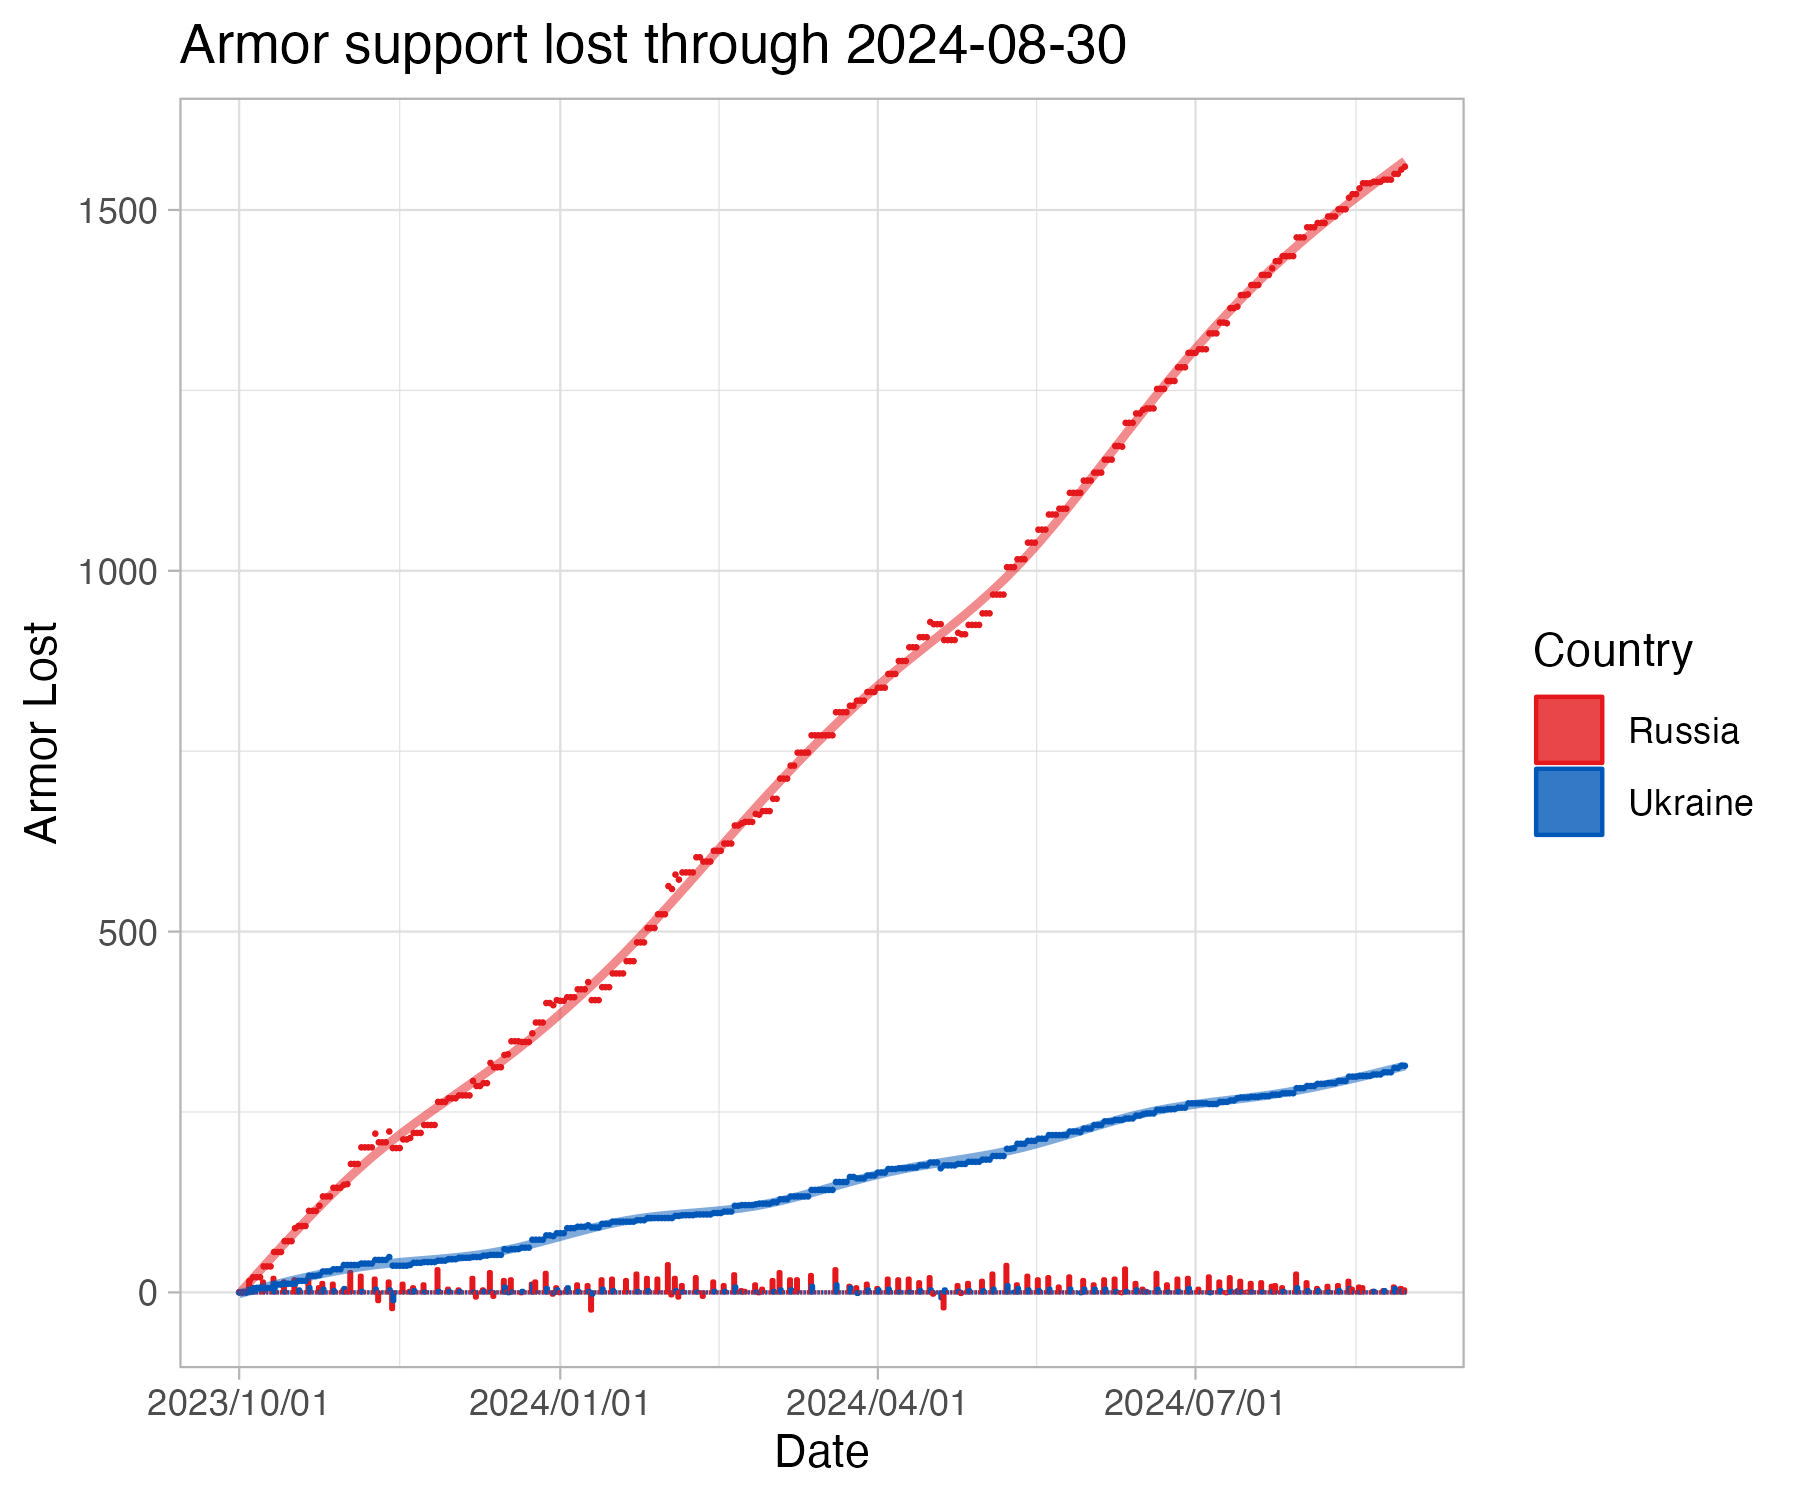 Armor support lost through 2024-08-30
Armor Lost
1500
1000
500
0
2023/10/01
2024/01/01
2024/04/01
2024/07/01
Date
Country
Russia
Ukraine